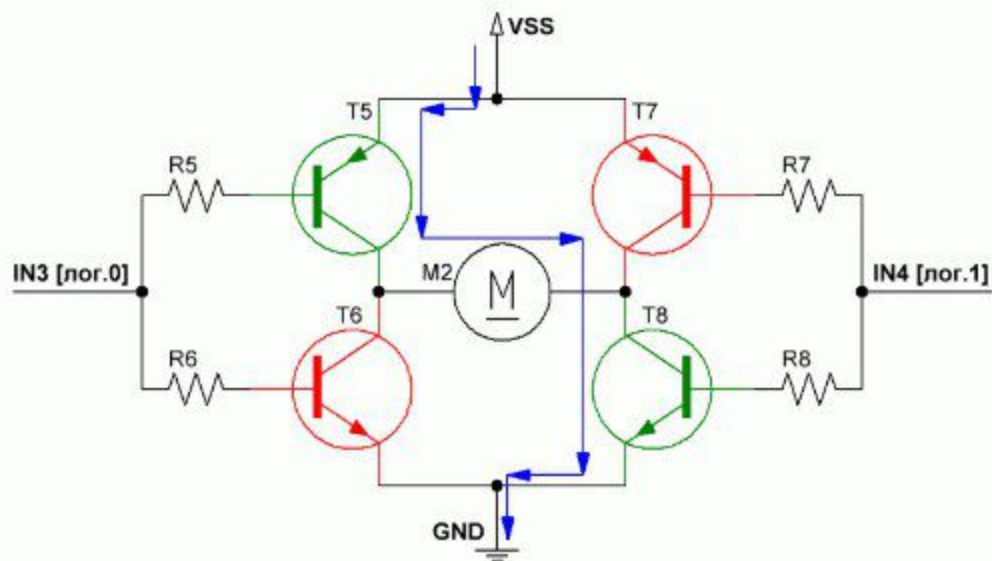 VSS
T5
T7
R5
R7
IN3 [лог.0]
M2
M
IN4 [лог.1]
T6
T8
R6
R8
GND